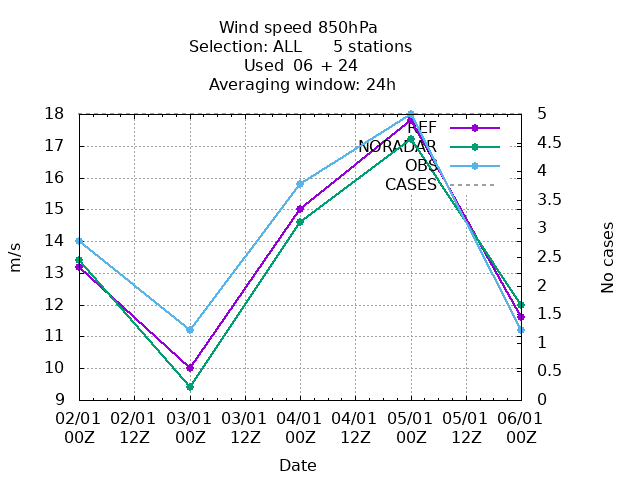 Wind speed 850hPa
Selection: ALL 5 stations
Used 06 + 24
Averaging window: 24h
18
17
16
15
14
13
12
11
10
9
m/s
5
4.5
4
3.5
3
2.5
2
1.5
1
0.5
0
No cases
REF
NORADAR
OBS
CASES
02/01 02/01 03/01 03/01 04/01 04/01 05/01 05/01 06/01
00Z 12Z 00Z 12Z 00Z 12Z 00Z 12Z 00Z
Date